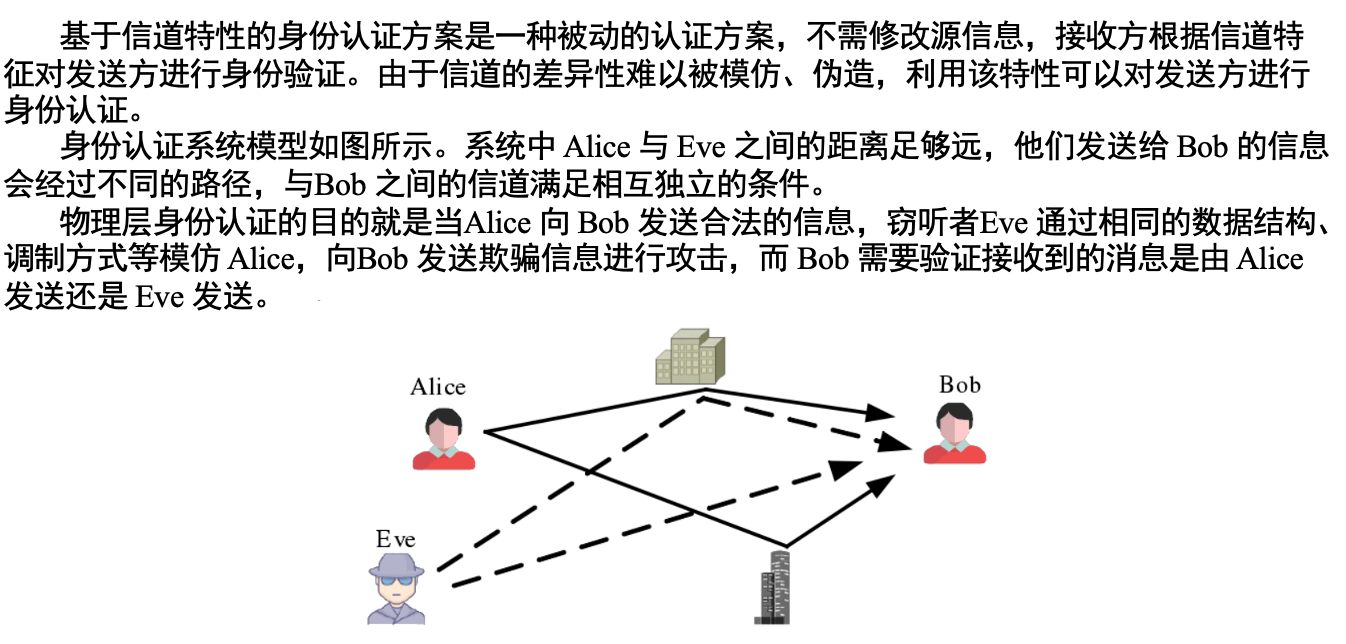 基于信道特性的身份认证方案是一种被动的认证方案，不需修改源信息，接收方根据信道特
征对发送方进行身份验证。由于信道的差异性难以被模仿、伪造，利用该特性可以对发送方进行
身份认证。
身份认证系统模型如图所示。系统中 Alice 与 Eve 之间的距离足够远，他们发送给 Bob 的信息
会经过不同的路径，与Bob 之间的信道满足相互独立的条件。
物理层身份认证的目的就是当Alice 向 Bob 发送合法的信息，窃听者Eve 通过相同的数据结构、
调制方式等模仿 Alice，向Bob 发送欺骗信息进行攻击，而 Bob 需要验证接收到的消息是由 Alice
发送还是 Eve 发送。
Alice
Bob
Eve